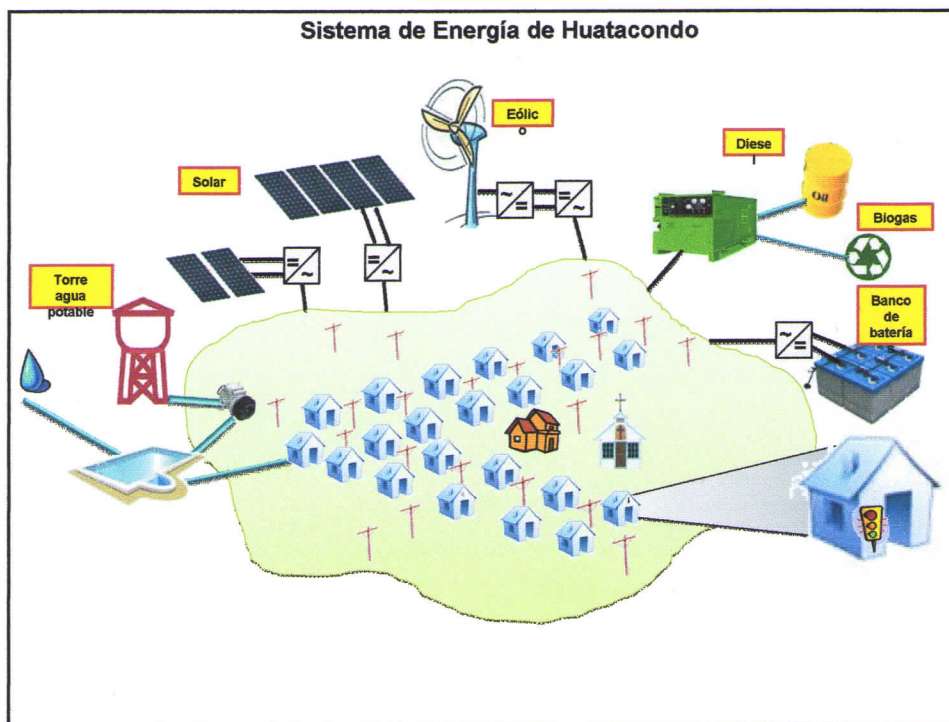 Sistema de Energía de Huatacondo
Eólic
o
Diese
l
Solar
Oil
Biogas
Torre
agua
potable
Banco
de
batería